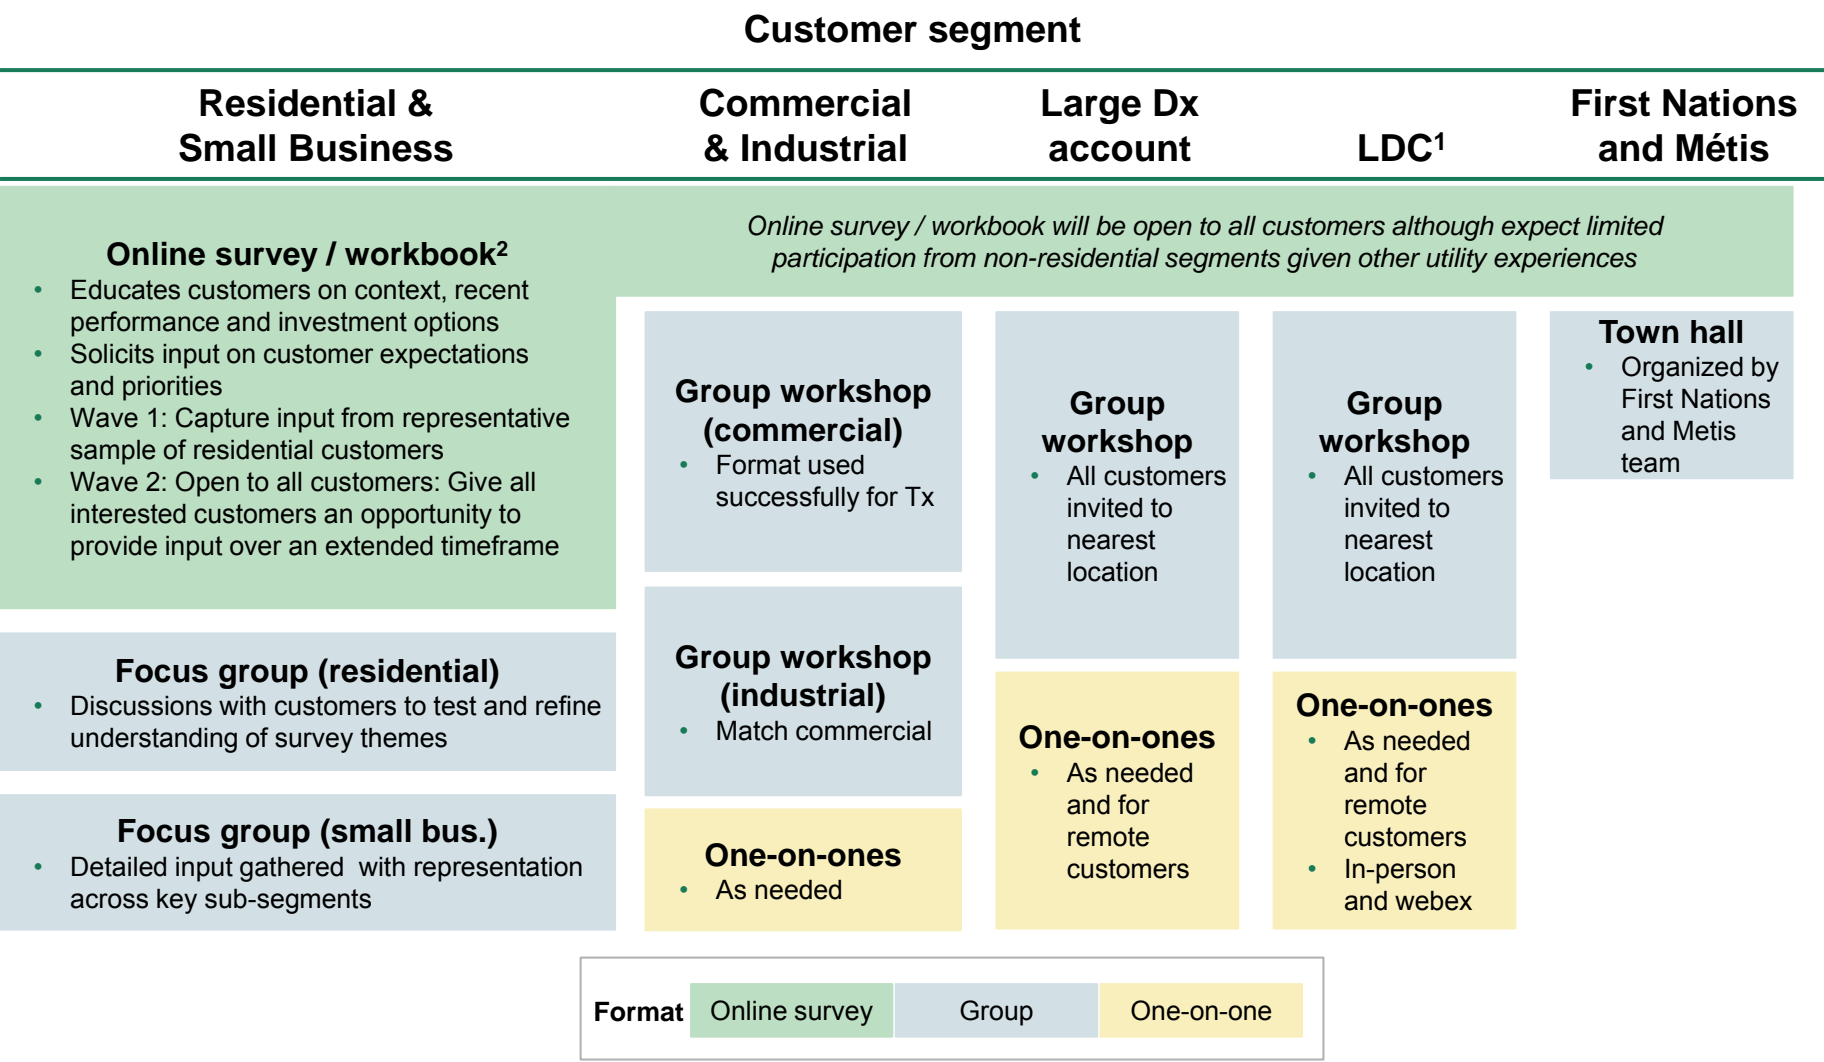 Customer segment
Residential &
Small Business
Commercial
& Industrial
Large Dx
account
LDC¹
First Nations
and Métis
Online survey / workbook will be open to all customers although expect limited
participation from non-residential segments given other utility experiences
Online survey / workbook²
• Educates customers on context, recent
performance and investment options
• Solicits input on customer expectations
and priorities
• Wave 1: Capture input from representative
sample of residential customers
• Wave 2: Open to all customers: Give all
interested customers an opportunity to
provide input over an extended timeframe
Focus group (residential)
• Discussions with customers to test and refine
understanding of survey themes
Focus group (small bus.)
• Detailed input gathered with representation
across key sub-segments
Group workshop
(commercial)
• Format used
successfully for Tx
Group workshop
(industrial)
• Match commercial
One-on-ones
• As needed
Group
workshop
• All customers
invited to
nearest
location
One-on-ones
• As needed
and for
remote
customers
Group
workshop
• All customers
invited to
nearest
location
One-on-ones
• As needed
and for
remote
customers
• In-person
and webex
Town hall
• Organized by
First Nations
and Metis
team
Format
Online survey
Group
One-on-one